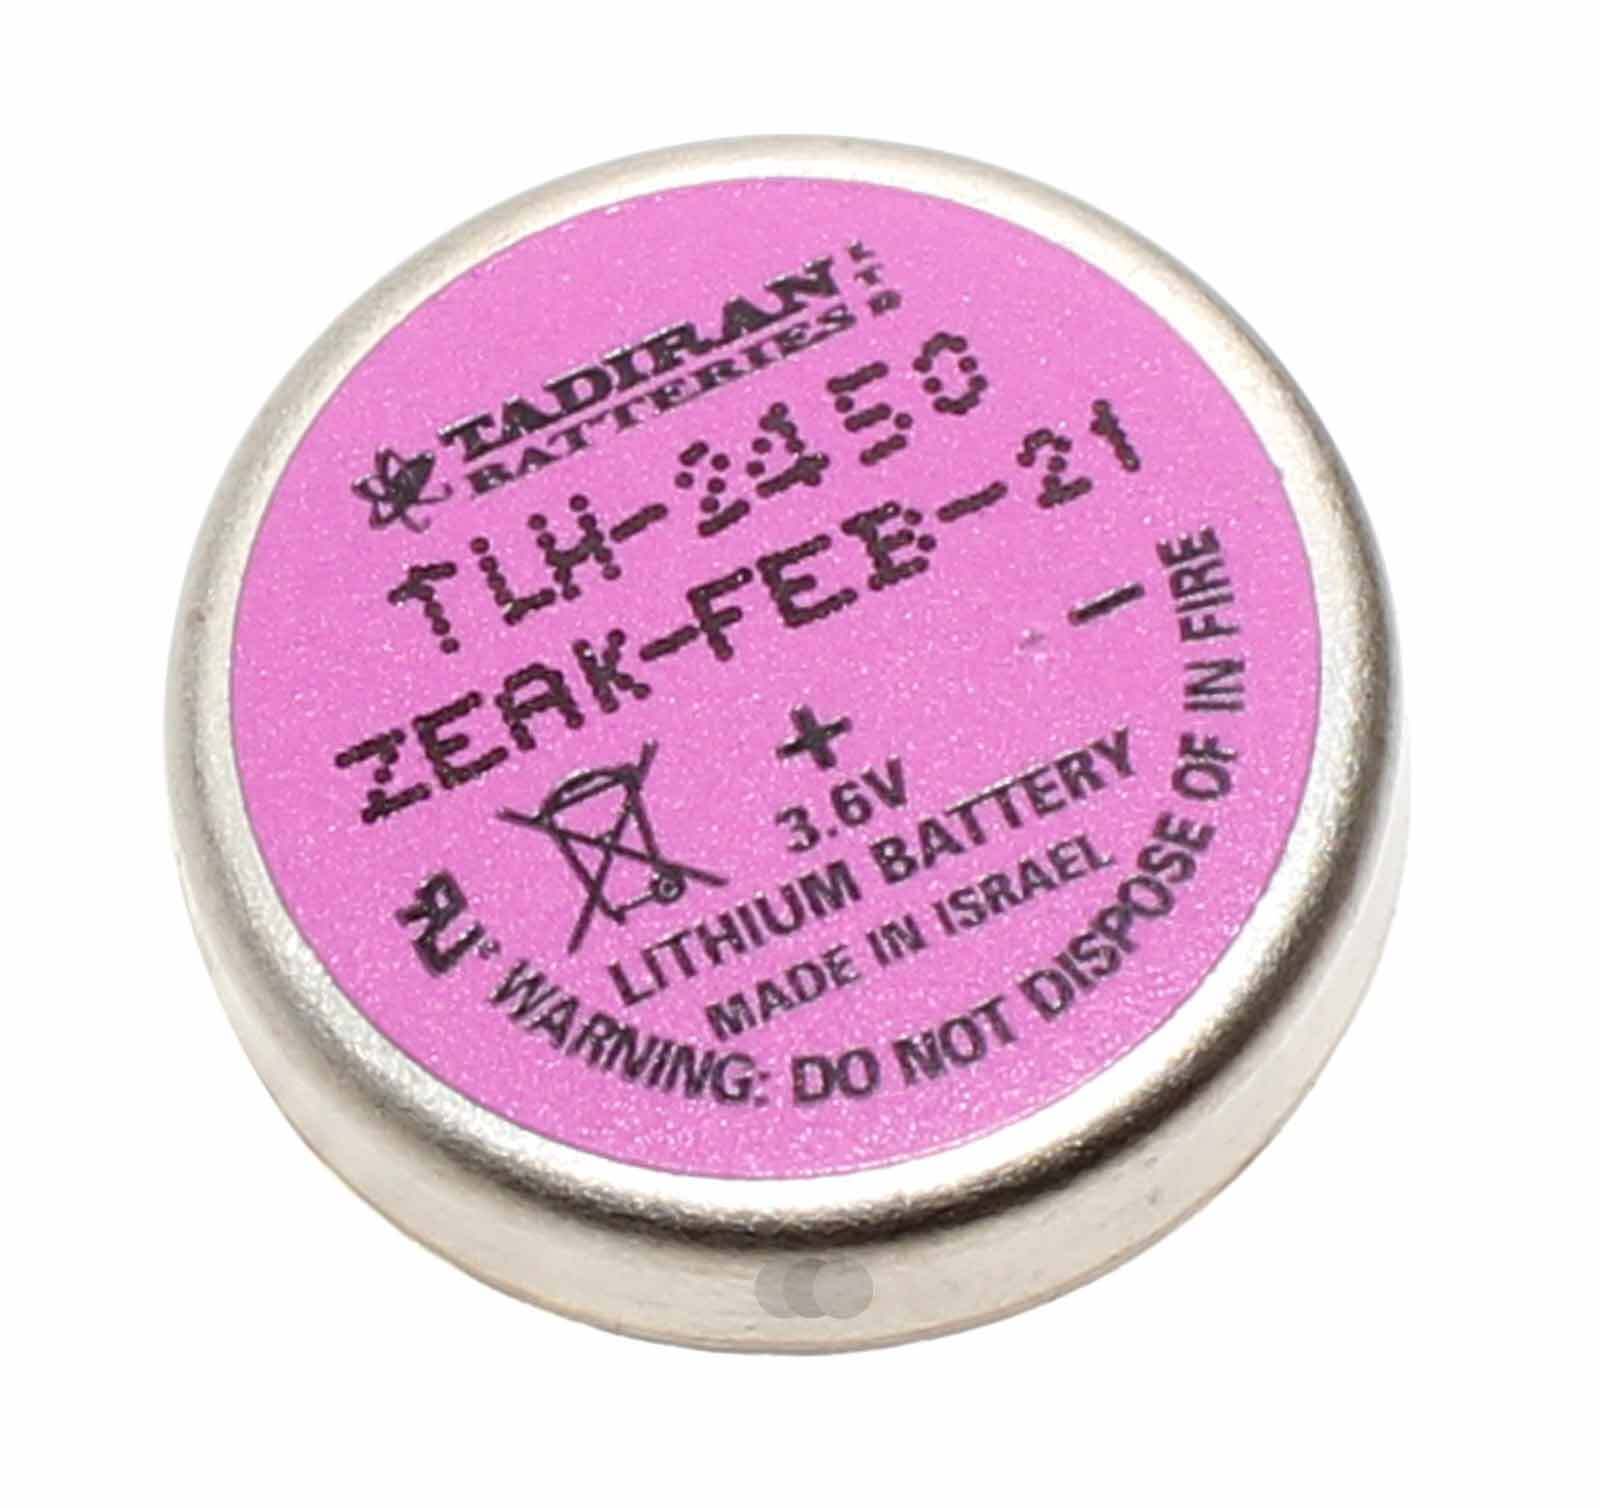 TADIRAN LTD
BATTERIES
TLH-2450
ZEAK-FEB-21
+
3.6V
LITHIUM BATTERY
MADE IN ISRAEL
WARNING: DO NOT DISPOSE OF IN FIRE —